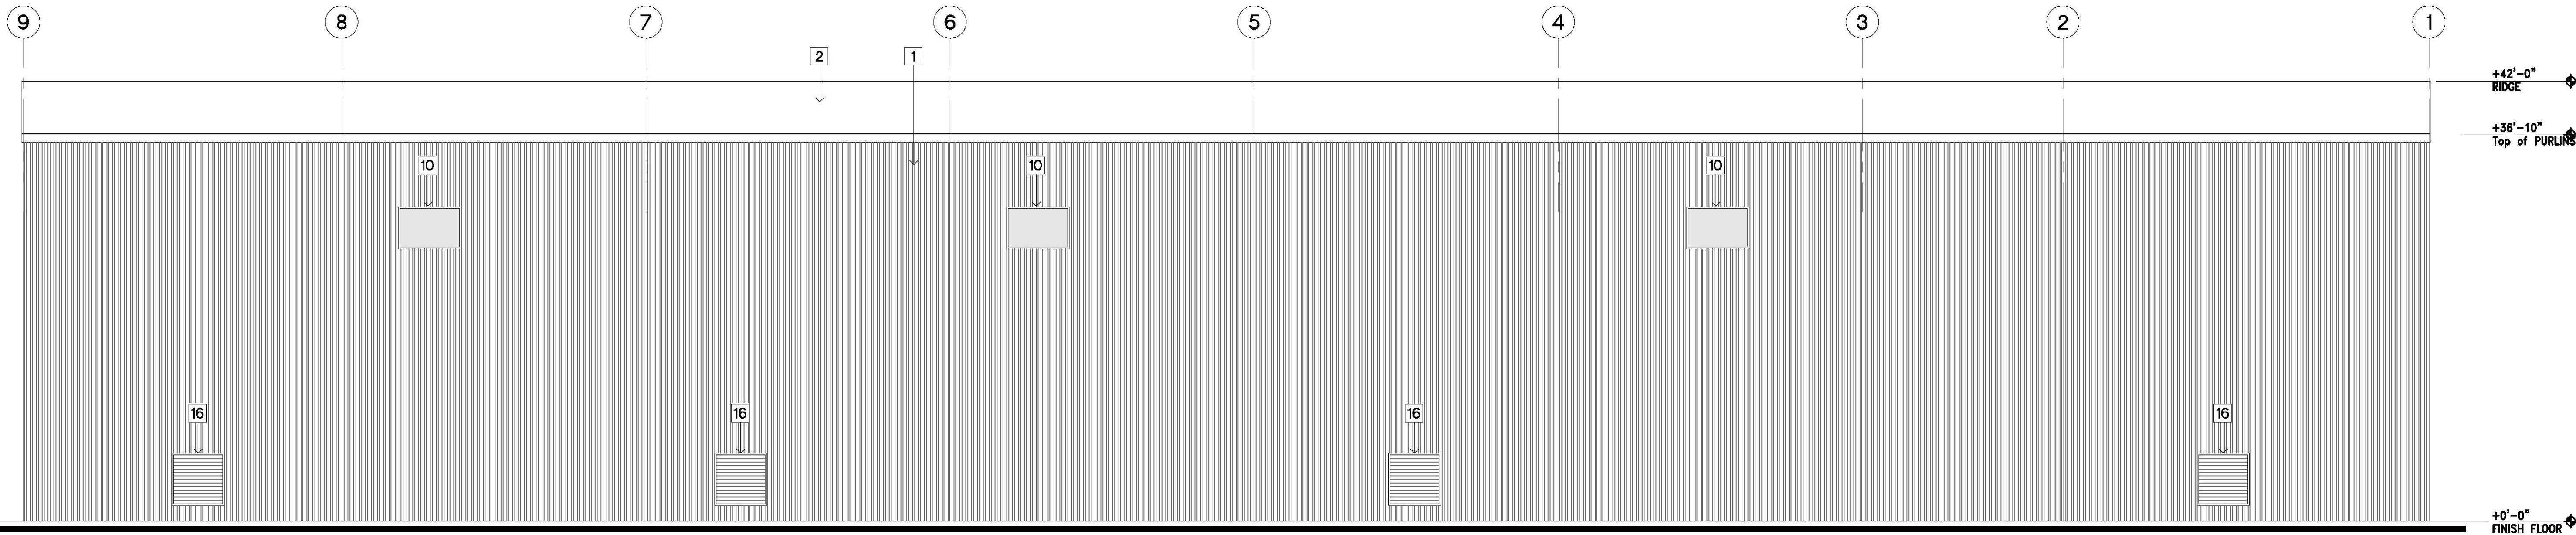 9 8 7 6 5 4 3 2 1
2 1
+42'-0"
RIDGE
+36'-10"
Top of PURLINS
10 10 10
16 16 16 16
+0'-0"
FINISH FLOOR